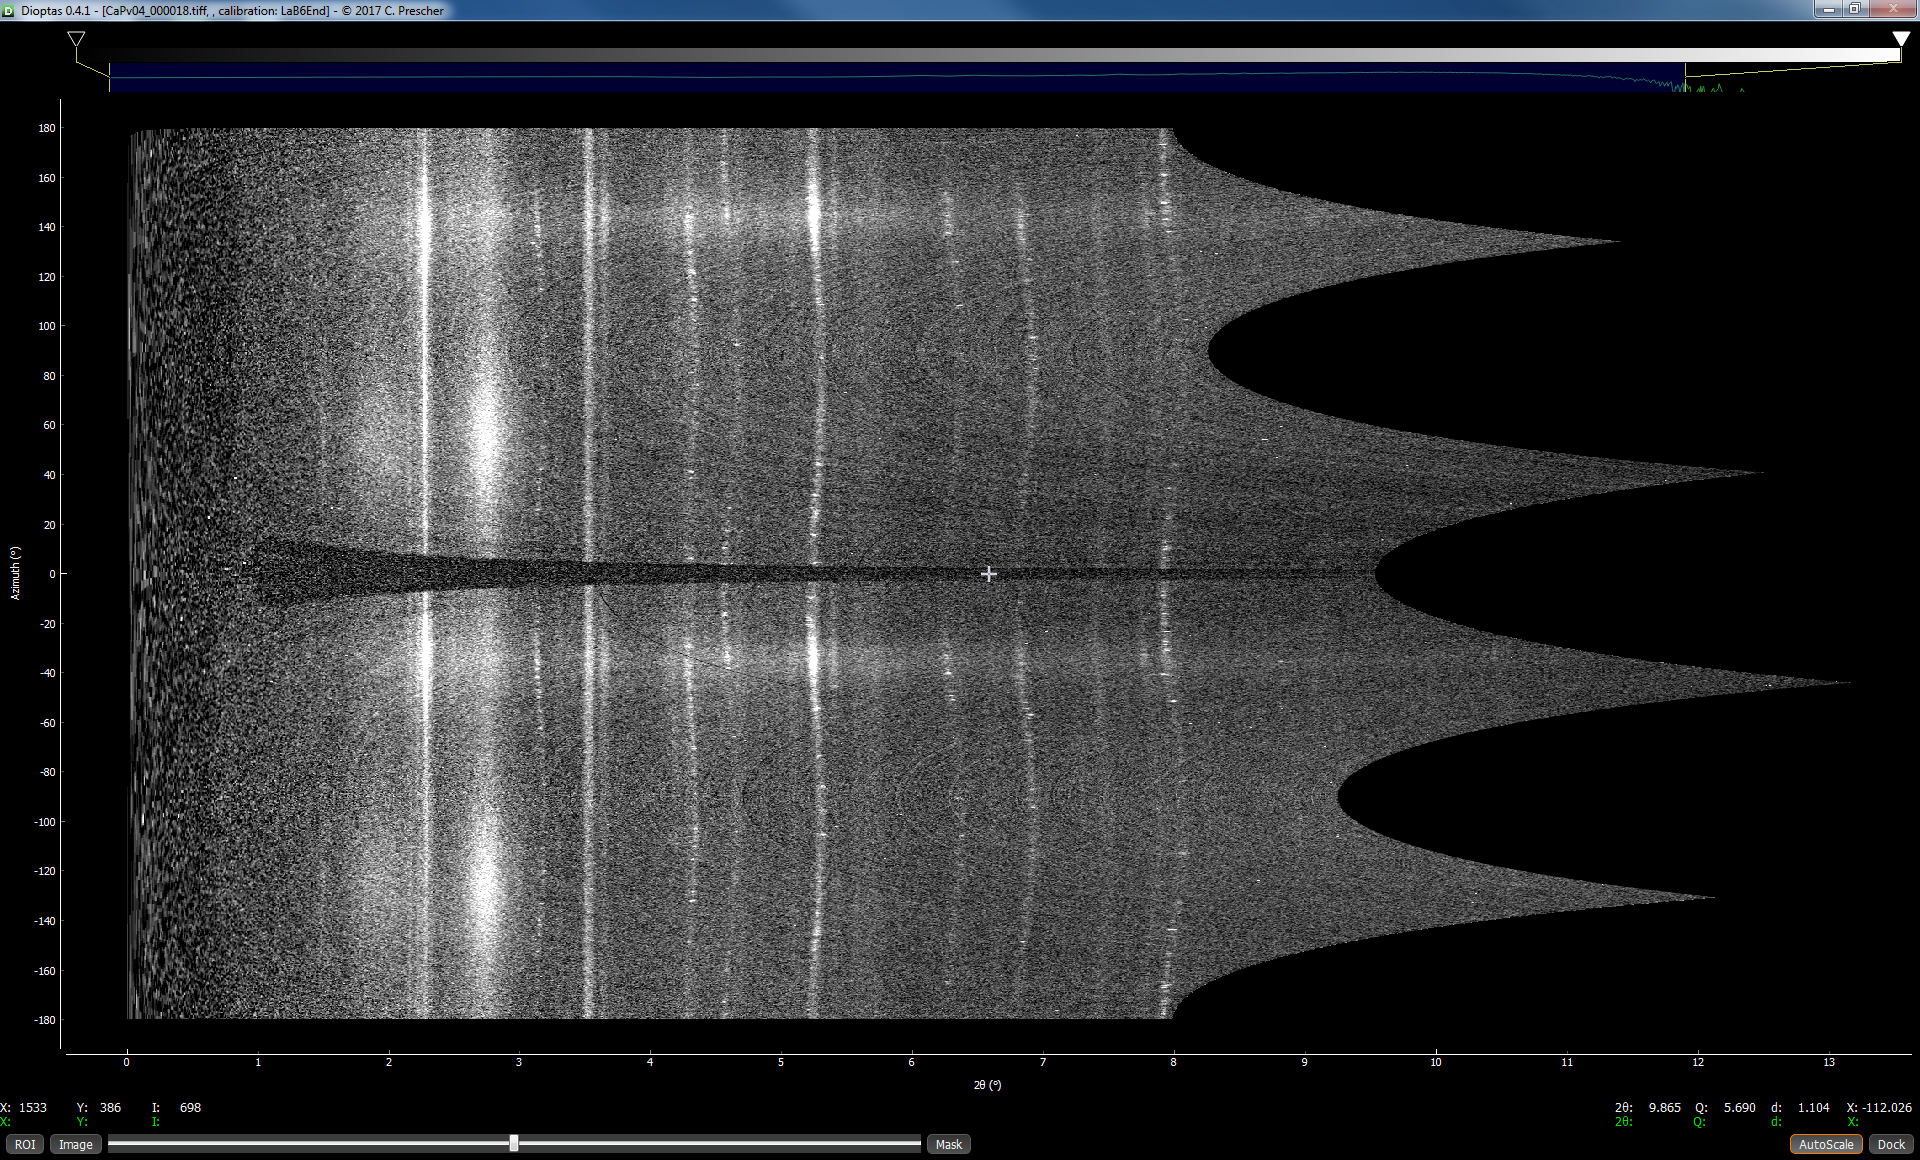 Dioptas 0.4.1 - [CaPv04_000018.tiff, , calibration: LaB6End] - © 2017 C. Prescher
180
160
140
120
100
80
60
40
20
0
-20
-40
-60
-80
-100
-120
-140
-160
-180
Azimuth (°)
0 1 2 3 4 5 6 7 8 9 10 11 12 13
2θ (°)
X: 1533 Y: 386 I: 698 2θ: 9.865 Q: 5.690 d: 1.104 X: -112.026
X: Y: I: 2θ: Q: d: X:
ROI Image Mask AutoScale Dock